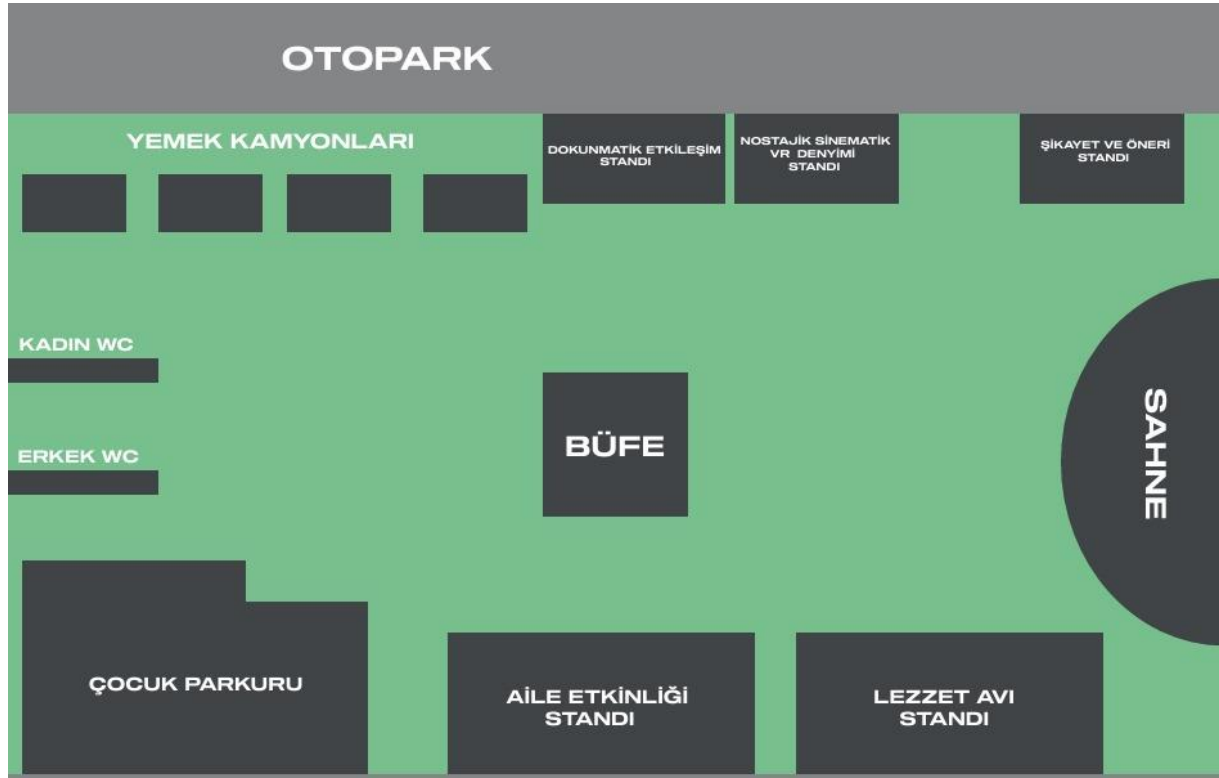 OTOPARK
YEMEK KAMYONLARI
DOKUNMATİK ETKİLEŞİM
STANDI
NOSTAJİK SİNEMATİK
VR DENYİMİ
STANDI
ŞİKAYET VE ÖNERİ
STANDI
KADIN WC
ERKEK WC
BÜFE
SAHNE
ÇOCUK PARKURU
AİLE ETKİNLİĞİ
STANDI
LEZZET AVI
STANDI